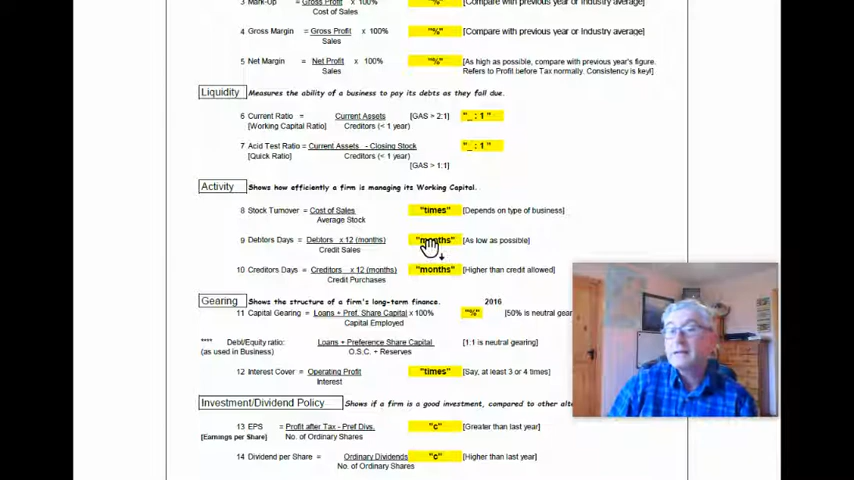 3 Mark-Up = Gross Profit x 100% "%" [Compare with previous year or Industry average]
Cost of Sales
4 Gross Margin = Gross Profit x 100% "%" [Compare with previous year or Industry average]
Sales
5 Net Margin = Net Profit x 100% "%" [As high as possible, compare with previous year's figure.
Sales Refers to Profit before Tax normally. Consistency is key!]
Liquidity Measures the ability of a business to pay its debts as they fall due.
6 Current Ratio = Current Assets [GAS > 2:1] "_ : 1 "
[Working Capital Ratio] Creditors (< 1 year)
7 Acid Test Ratio = Current Assets - Closing Stock "_ : 1 "
[Quick Ratio] Creditors (< 1 year)
[GAS > 1:1]
Activity Shows how efficiently a firm is managing its Working Capital.
8 Stock Turnover = Cost of Sales "times" [Depends on type of business]
Average Stock
9 Debtors Days = Debtors x 12 (months) "months" [As low as possible]
Credit Sales
10 Creditors Days = Creditors x 12 (months) "months" [Higher than credit allowed]
Credit Purchases
Gearing Shows the structure of a firm's long-term finance. 2016
11 Capital Gearing = Loans + Pref. Share Capital x 100% "%" [50% is neutral gear
Capital Employed
**** Debt/Equity ratio: Loans + Preference Share Capital [1:1 is neutral gearing]
(as used in Business) O.S.C. + Reserves
12 Interest Cover = Operating Profit "times" [Say, at least 3 or 4 times]
Interest
Investment/Dividend Policy Shows if a firm is a good investment, compared to other
13 EPS = Profit after Tax - Pref Divs. "c" [Greater than last year]
[Earnings per Share] No. of Ordinary Shares
14 Dividend per Share = Ordinary Dividends "c" [Higher than last year]
No. of Ordinary Shares